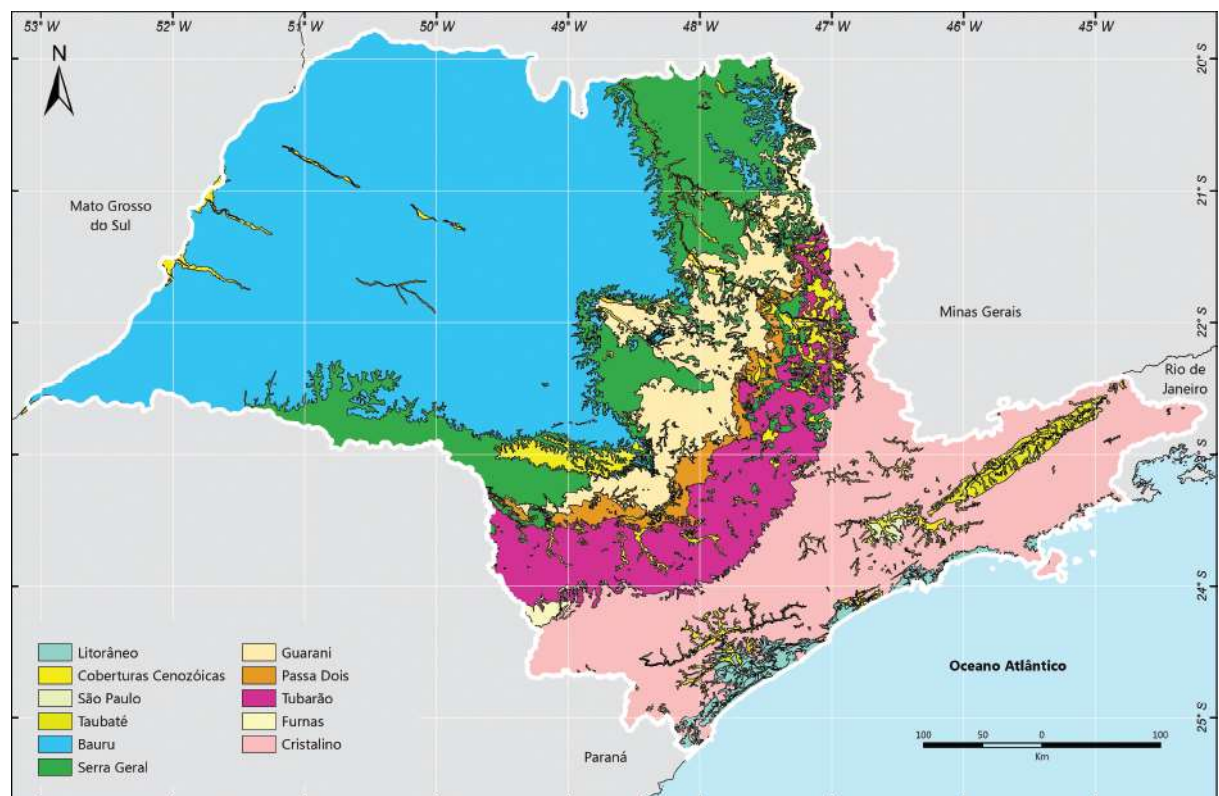 53° W 52° W 51° W 50° W 49° W 48° W 47° W 46° W 45° W
N
20° S
21° S
Mato Grosso
do Sul
Minas Gerais
22° S
Rio de
Janeiro
23° S
24° S
Litorâneo
Coberturas Cenozóicas
São Paulo
Taubaté
Bauru
Serra Geral
Guarani
Passa Dois
Tubarão
Furnas
Cristalino
Oceano Atlântico
25° S
Paraná
100 50 0 100
Km